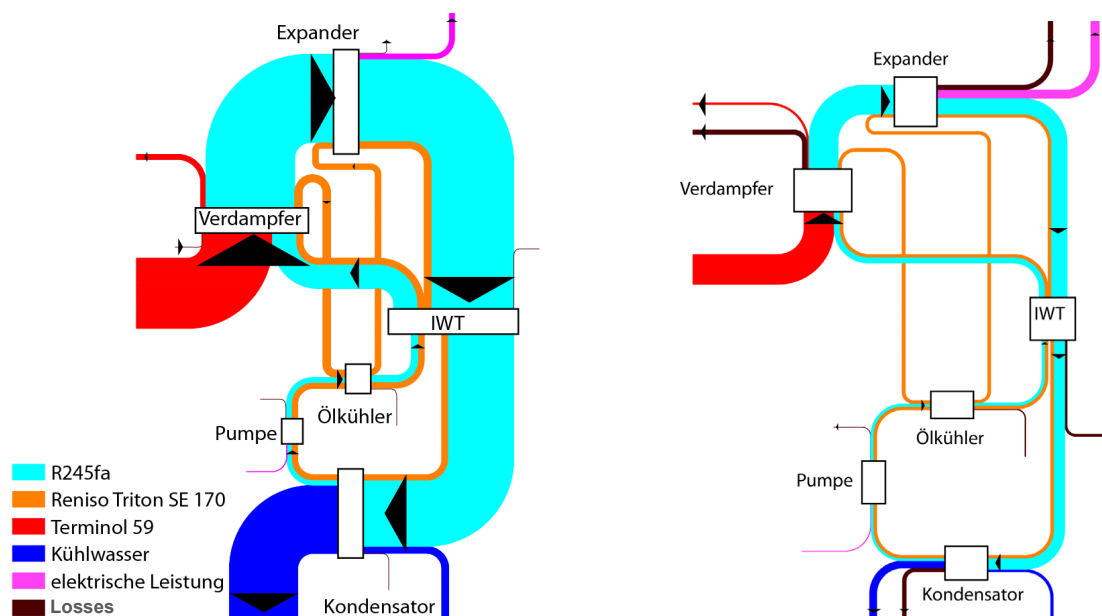 Expander
Verdampfer
IWT
Ölkühler
Pumpe
Kondensator
R245fa
Reniso Triton SE 170
Terminol 59
Kühlwasser
elektrische Leistung
Losses
Expander
Verdampfer
IWT
Ölkühler
Pumpe
Kondensator